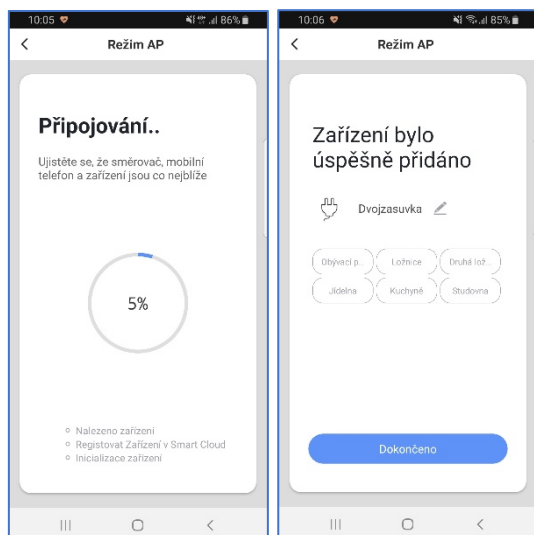 10:05
86%
Režim AP
Připojování..
Ujistěte se, že směrovač, mobilní
telefon a zařízení jsou co nejblíže
5%
Nalezeno zařízení
Registovat Zařízení v Smart Cloud
Inicializace zařízení
10:06
85%
Režim AP
Zařízení bylo
úspěšně přidáno
Dvojzasuvka
Obývací p... Ložnice Druhá lož...
Jídelna Kuchyně Studovna
Dokončeno